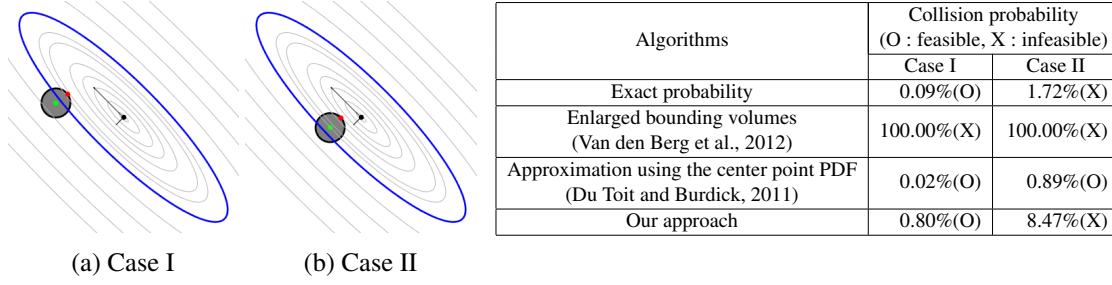 (a) Case I
(b) Case II
Algorithms
Collision probability
(O : feasible, X : infeasible)
Case I
Case II
Exact probability
0.09%(O)
1.72%(X)
Enlarged bounding volumes
(Van den Berg et al., 2012)
100.00%(X)
100.00%(X)
Approximation using the center point PDF
(Du Toit and Burdick, 2011)
0.02%(O)
0.89%(O)
Our approach
0.80%(O)
8.47%(X)